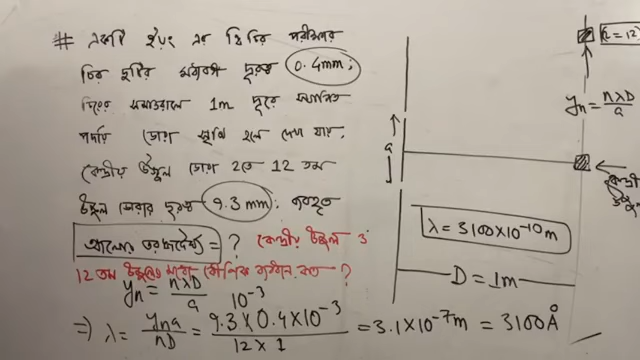 # একটি ইয়ং এর দ্বি চির পরীক্ষায়
চির দুটির মধ্যবর্তী দূরত্ব 0.4mm;
চিরের সমান্তরালে 1m দূরে স্থাপিত
পর্দায় ডোরা সৃষ্টি হলে দেখা যায়,
কেন্দ্রীয় উজ্জ্বল ডোরা হতে 12 তম
উজ্জ্বল ডোরার দূরত্ব 9.3 mm; ব্যবহৃত
আলোর তরঙ্গদৈর্ঘ্য = ? কেন্দ্রীয় উজ্জ্বল ও
12 তম উজ্জ্বলের মধ্যে কৌণিক ব্যবধান কত ?
yn = nλD/a
10⁻³
⇒ λ = yna/nD = 9.3 × 0.4 × 10⁻³/12 × 1 = 3.1 × 10⁻⁷m = 3100Å
(n = 12)
yn = nλD/a
a
কেন্দ্রী
λ = 3100 × 10⁻¹⁰m
D = 1m